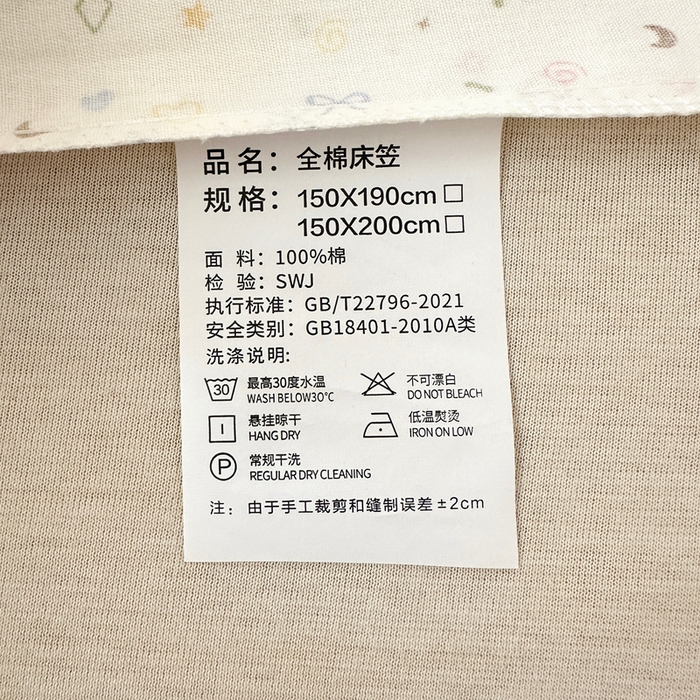 品 名：全棉床笠
规 格：150X190cm □
150X200cm □
面 料：100%棉
检 验：SWJ
执行标准：GB/T22796-2021
安全类别：GB18401-2010A类
洗涤说明:
30 最高30度水温
WASH BELOW30°C
不可漂白
DO NOT BLEACH
悬挂晾干
HANG DRY
低温熨烫
IRON ON LOW
P 常规干洗
REGULAR DRY CLEANING
注：由于手工裁剪和缝制误差±2cm